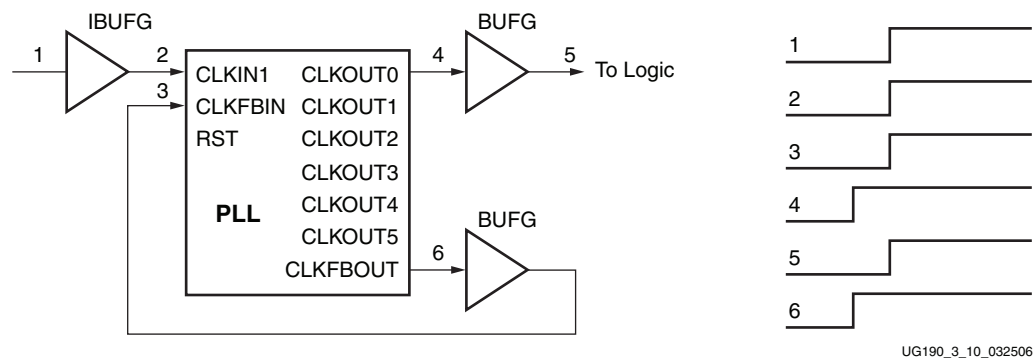 IBUFG
BUFG
1
2
4
5
To Logic
3
CLKIN1
CLKOUT0
CLKFBIN
CLKOUT1
RST
CLKOUT2
CLKOUT3
PLL
CLKOUT4
CLKOUT5
CLKFBOUT
6
BUFG
1
2
3
4
5
6
UG190_3_10_032506